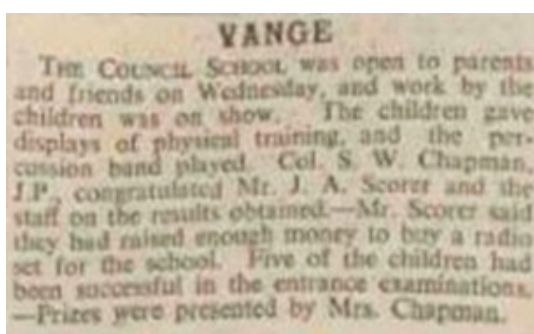 VANGE
THE COUNCIL SCHOOL was open to parents
and friends on Wednesday, and work by the
children was on show. The children gave
displays of physical training, and the per-
cussion band played. Col. S. W. Chapman,
J.P., congratulated Mr. J. A. Scorer and the
staff on the results obtained.—Mr. Scorer said
they had raised enough money to buy a radio
set for the school. Five of the children had
been successful in the entrance examinations.
—Prizes were presented by Mrs. Chapman.